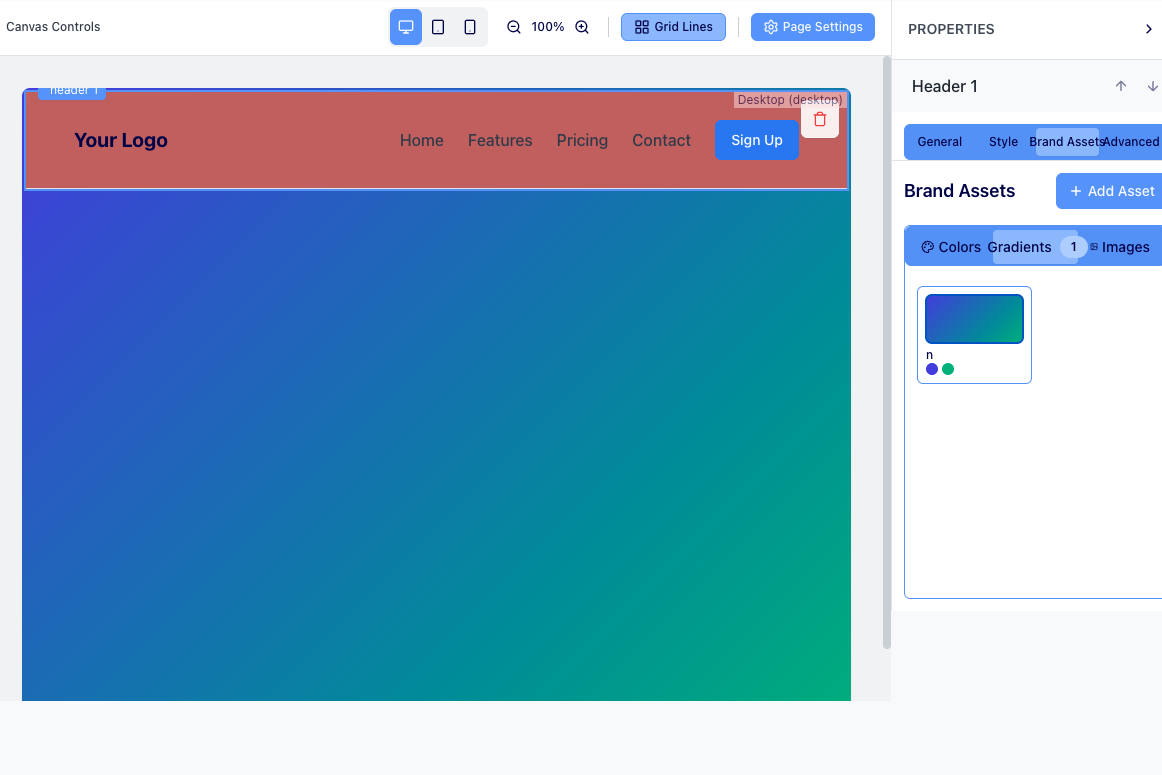 Canvas Controls
100%
Grid Lines
Page Settings
PROPERTIES
header 1
Desktop (desktop)
Your Logo
Home
Features
Pricing
Contact
Sign Up
Header 1
General
Style
Brand Assets
Advanced
Brand Assets
Add Asset
Colors
Gradients
1
Images
n